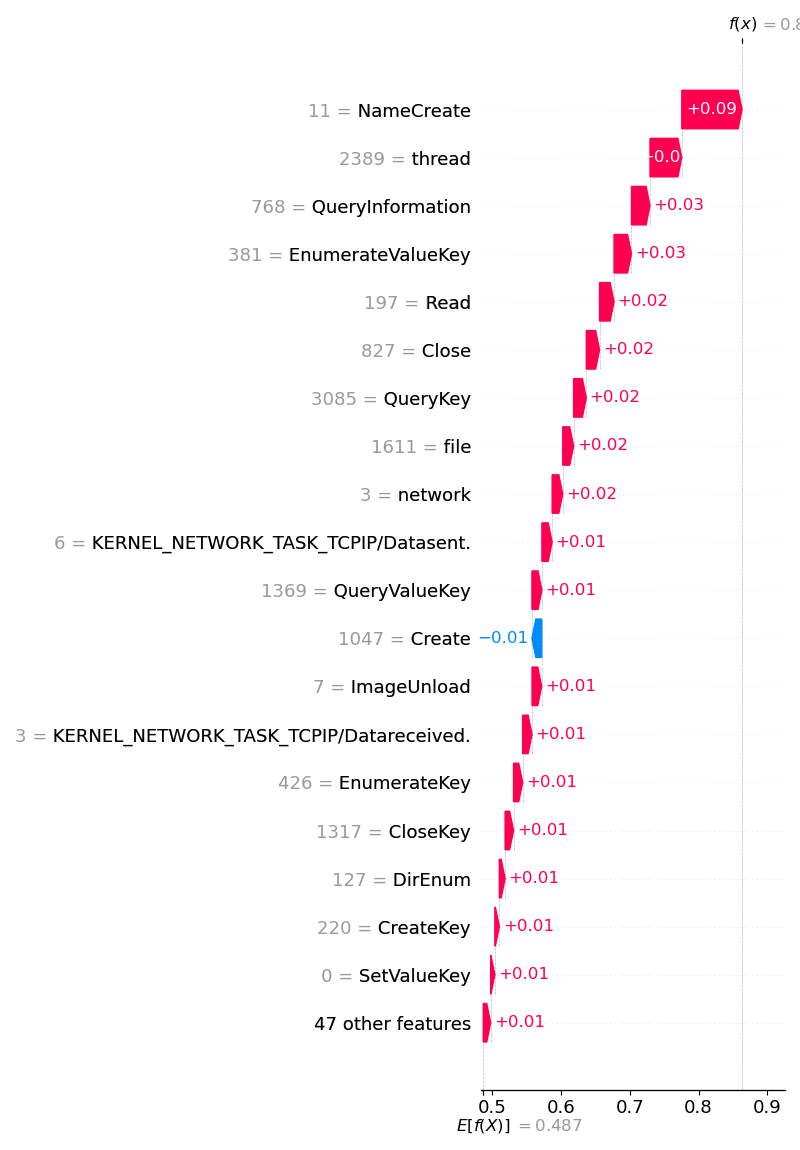 f(x) = 0.8
11 = NameCreate +0.09
2389 = thread -0.0
768 = QueryInformation +0.03
381 = EnumerateValueKey +0.03
197 = Read +0.02
827 = Close +0.02
3085 = QueryKey +0.02
1611 = file +0.02
3 = network +0.02
6 = KERNEL_NETWORK_TASK_TCPIP/Datasent. +0.01
1369 = QueryValueKey +0.01
1047 = Create −0.01
7 = ImageUnload +0.01
3 = KERNEL_NETWORK_TASK_TCPIP/Datareceived. +0.01
426 = EnumerateKey +0.01
1317 = CloseKey +0.01
127 = DirEnum +0.01
220 = CreateKey +0.01
0 = SetValueKey +0.01
47 other features +0.01
0.5 0.6 0.7 0.8 0.9
E[f(X)] = 0.487